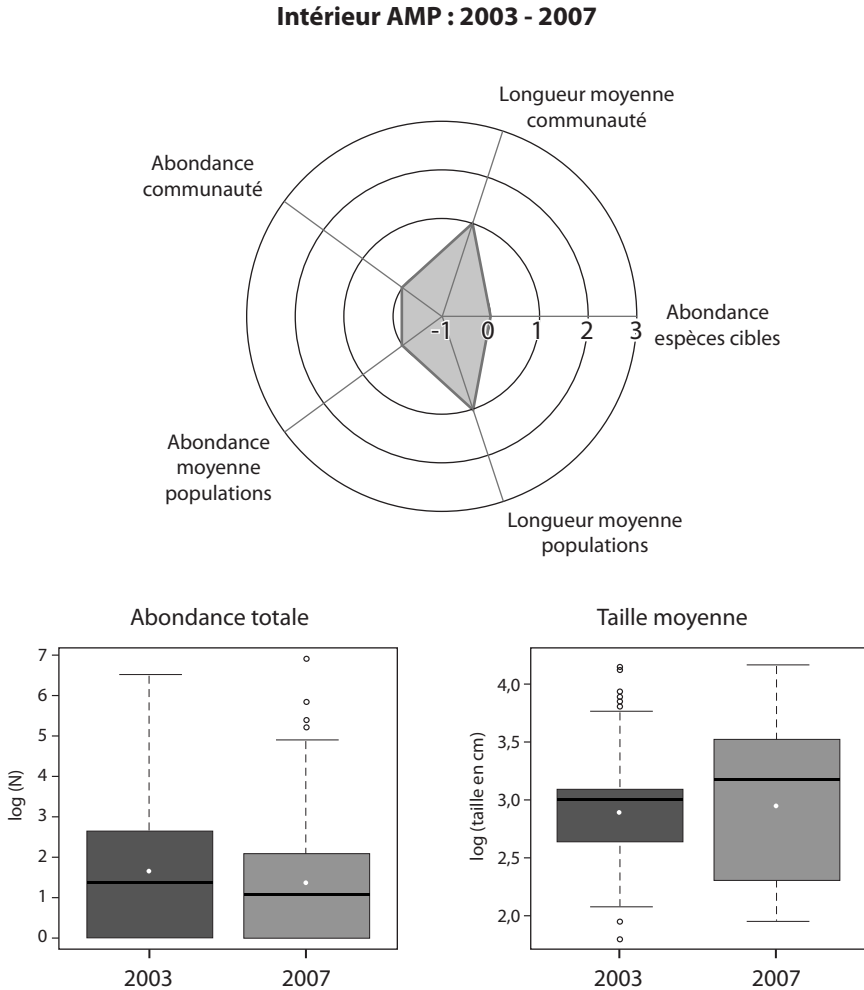 Intérieur AMP : 2003 - 2007
Longueur moyenne
communauté
Abondance
communauté
Abondance
espèces cibles
-1 0 1 2 3
Abondance
moyenne
populations
Longueur moyenne
populations
Abondance totale
log (N)
7
6
5
4
3
2
1
0
2003 2007
Taille moyenne
log (taille en cm)
4,0
3,5
3,0
2,5
2,0
2003 2007